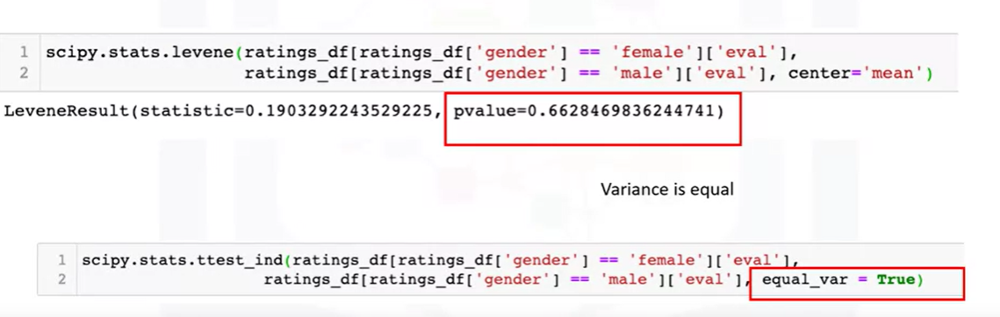 1 scipy.stats.levene(ratings_df[ratings_df['gender'] == 'female']['eval'],
2 ratings_df[ratings_df['gender'] == 'male']['eval'], center='mean')
LeveneResult(statistic=0.1903292243529225, pvalue=0.6628469836244741)
Variance is equal
1 scipy.stats.ttest_ind(ratings_df[ratings_df['gender'] == 'female']['eval'],
2 ratings_df[ratings_df['gender'] == 'male']['eval'], equal_var = True)